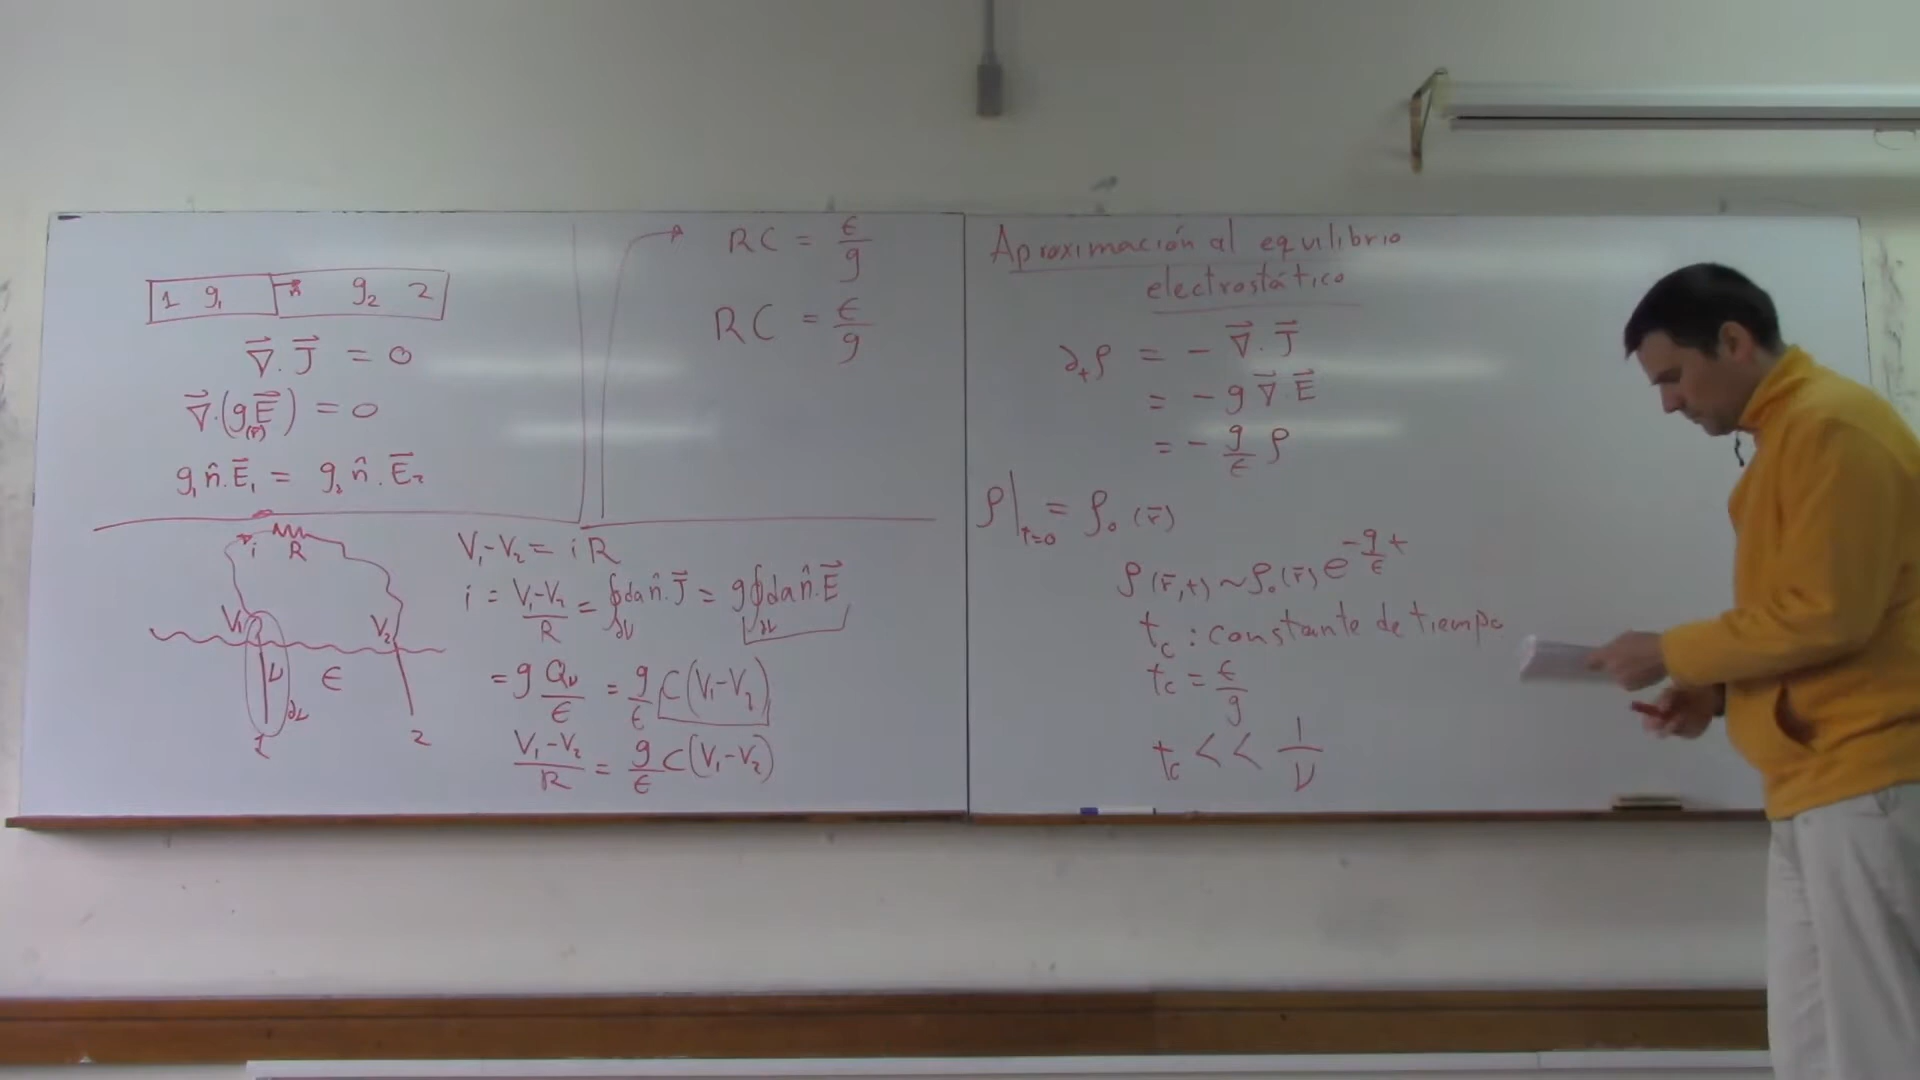 1 g₁ n̂ g₂ 2
∇⃗ . J⃗ = 0
∇⃗ . (g E⃗) = 0
(r̄)
g₁ n̂ . E̅₁ = g₂ n̂ . E̅₂
i R
V₁ V₂
V ϵ
∂V
1 2
V₁ - V₂ = i R
i = (V₁ - V₂)/R = ∮_∂V da n̂ . J⃗ = g ∮_∂V da n̂ . E⃗
= g Q_V/ϵ = g/ϵ C (V₁ - V₂)
(V₁ - V₂)/R = g/ϵ C (V₁ - V₂)
RC = ϵ/g
RC = ϵ/g
Aproximación al equilibrio
electrostático
∂ₜρ = - ∇⃗ . J⃗
= - g ∇⃗ . E⃗
= - g/ϵ ρ
ρ|ₜ₌₀ = ρ₀ (r̄)
ρ (r̄, t) ~ ρ₀ (r̄) e^(-g/ϵ t)
t_c : constante de tiempo
t_c = ϵ/g
t_c << 1/ν